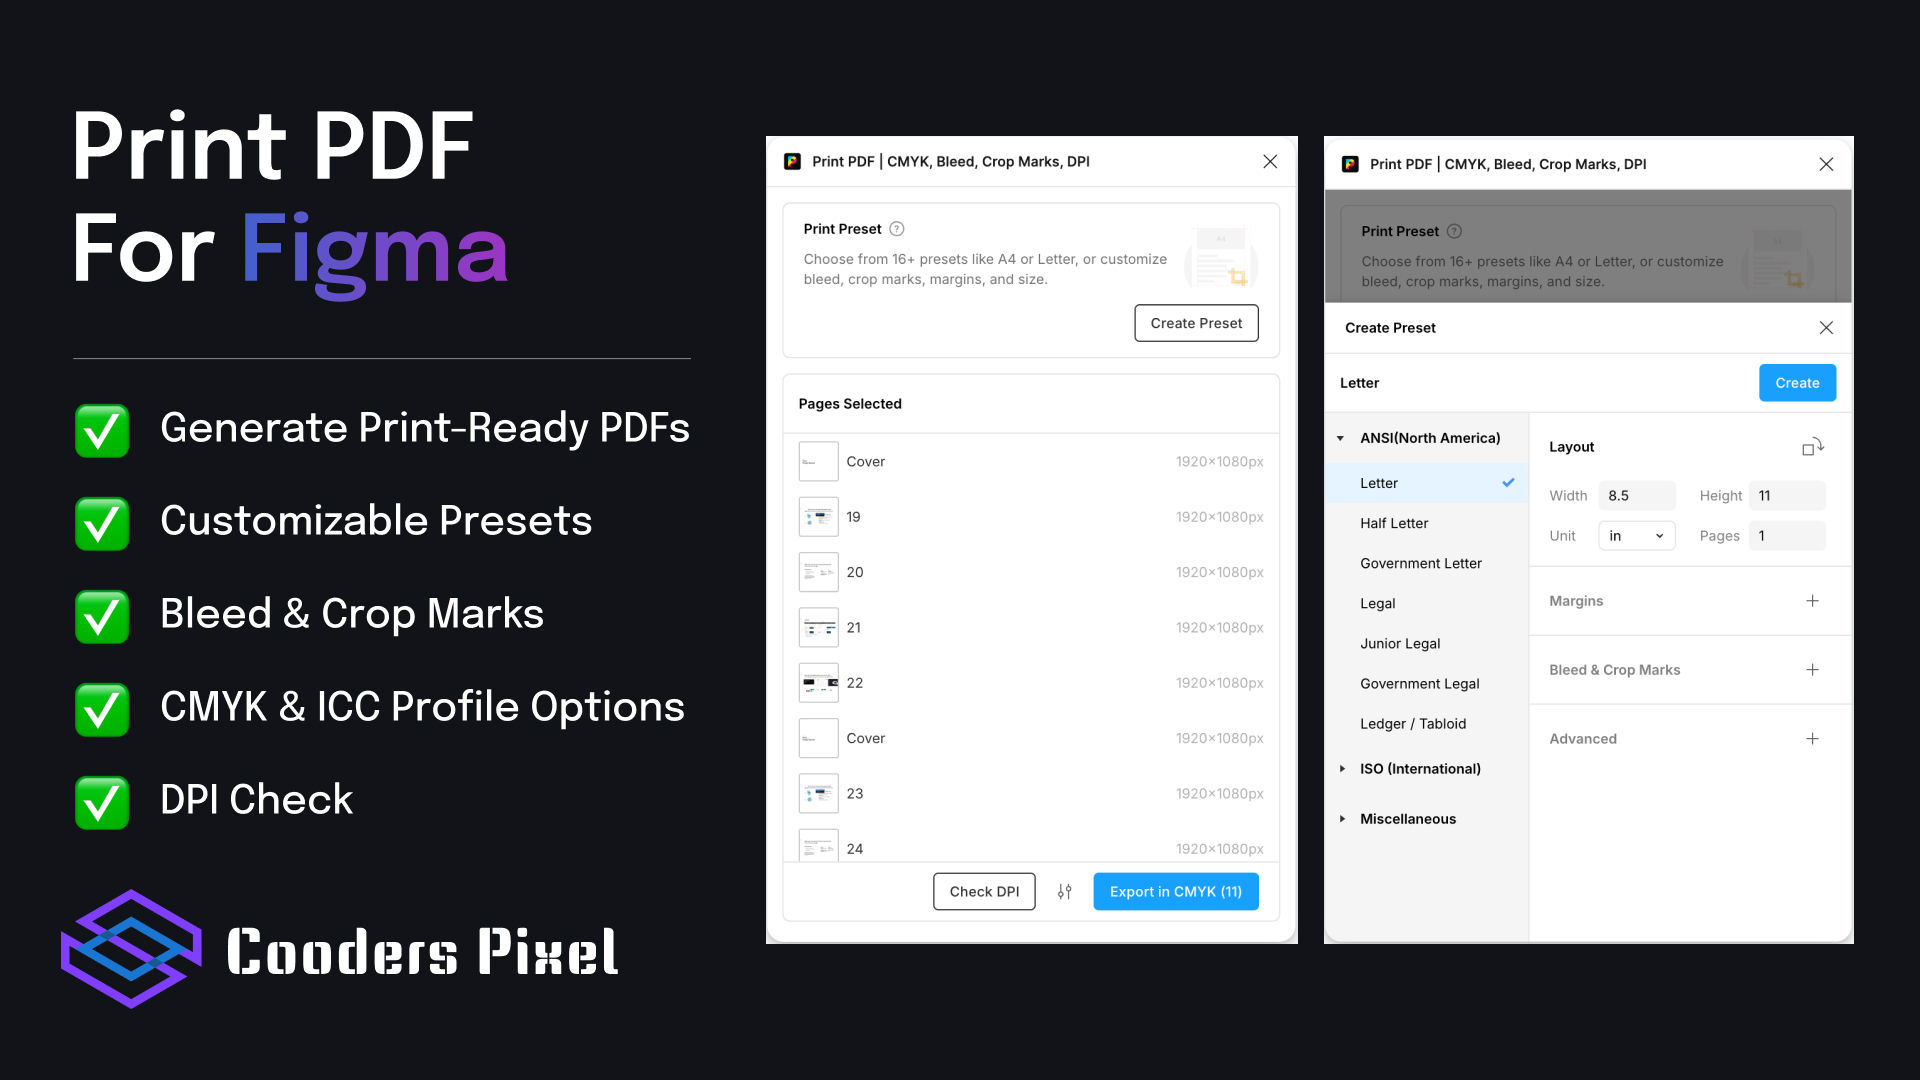 Print PDF
For Figma
Generate Print-Ready PDFs
Customizable Presets
Bleed & Crop Marks
CMYK & ICC Profile Options
DPI Check
Cooders Pixel
Print PDF | CMYK, Bleed, Crop Marks, DPI
Print Preset ?
Choose from 16+ presets like A4 or Letter, or customize
bleed, crop marks, margins, and size.
A4
Create Preset
Pages Selected
Cover 1920×1080px
19 1920×1080px
20 1920×1080px
21 1920×1080px
22 1920×1080px
Cover 1920×1080px
23 1920×1080px
24 1920×1080px
Check DPI
Export in CMYK (11)
Print PDF | CMYK, Bleed, Crop Marks, DPI
Print Preset ?
Choose from 16+ presets like A4 or Letter, or customize
bleed, crop marks, margins, and size.
Create Preset
Letter
Create
ANSI(North America)
Letter
Half Letter
Government Letter
Legal
Junior Legal
Government Legal
Ledger / Tabloid
ISO (International)
Miscellaneous
Layout
Width 8.5 Height 11
Unit in Pages 1
Margins
Bleed & Crop Marks
Advanced